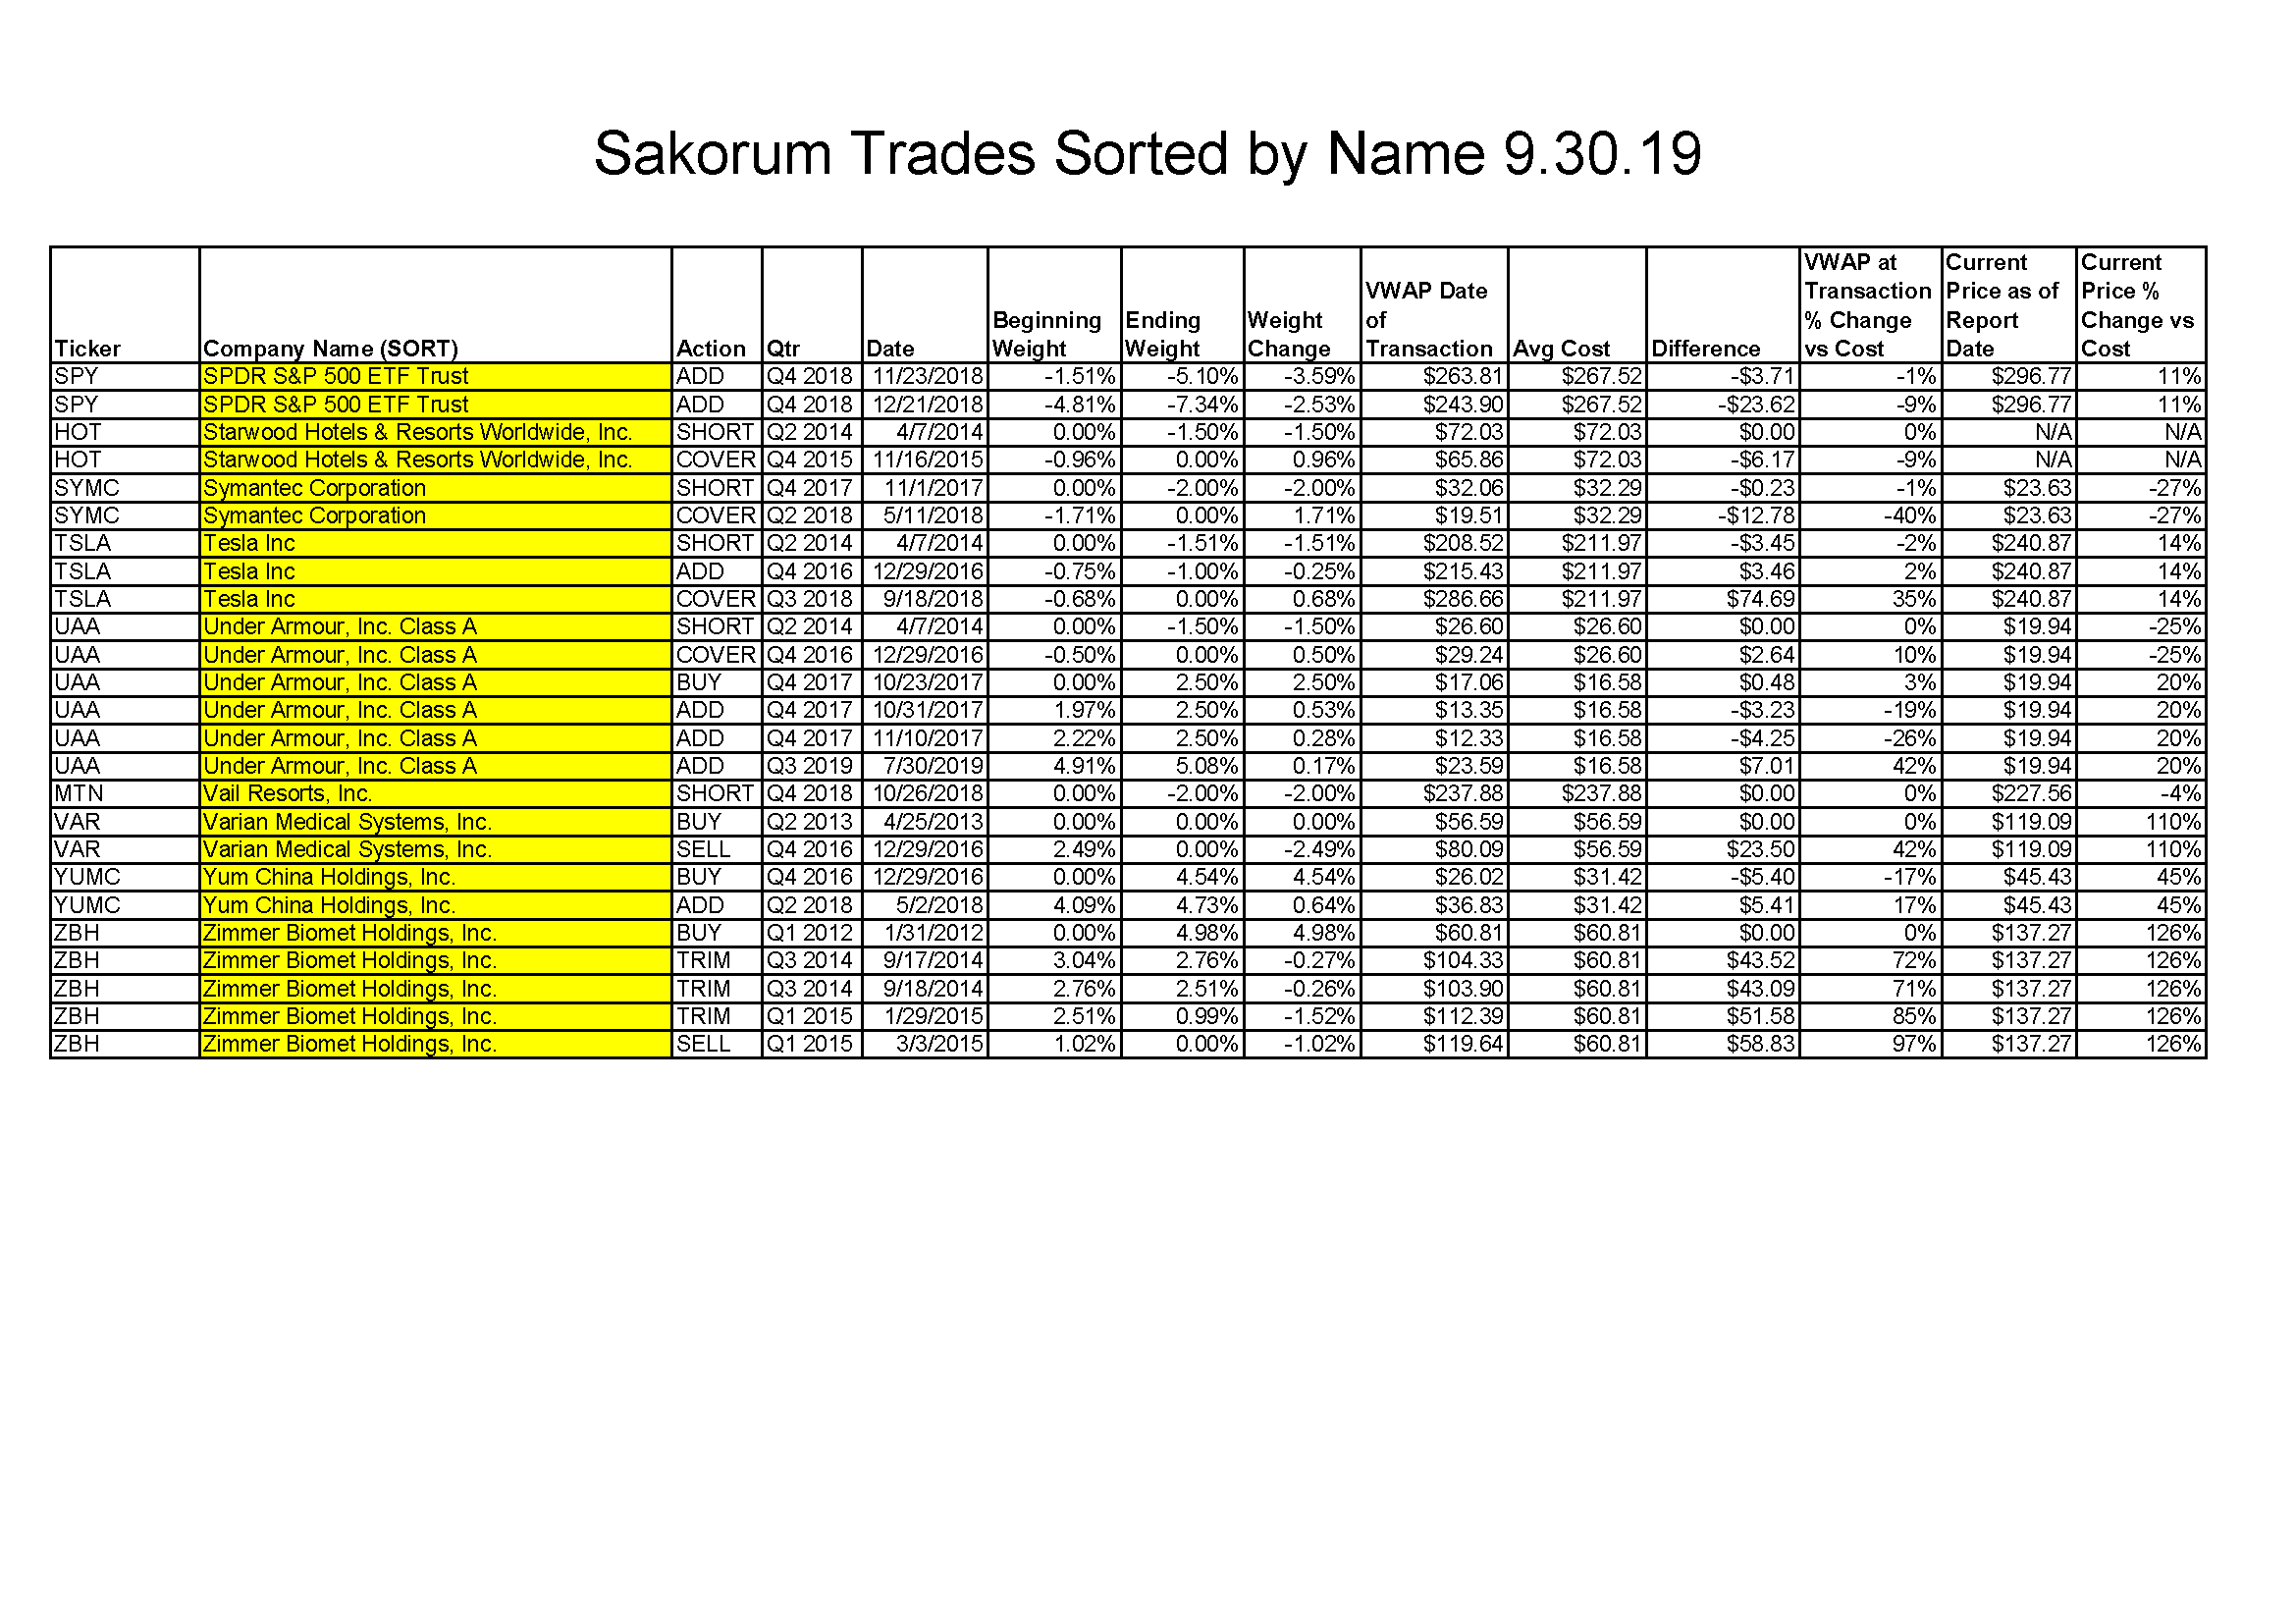 Sakorum Trades Sorted by Name 9.30.19
Ticker Company Name (SORT) Action Qtr Date Beginning Weight Ending Weight Weight Change VWAP Date of Transaction Avg Cost Difference VWAP at Transaction % Change vs Cost Current Price as of Report Date Current Price % Change vs Cost
SPY SPDR S&P 500 ETF Trust ADD Q4 2018 11/23/2018 -1.51% -5.10% -3.59% $263.81 $267.52 -$3.71 -1% $296.77 11%
SPY SPDR S&P 500 ETF Trust ADD Q4 2018 12/21/2018 -4.81% -7.34% -2.53% $243.90 $267.52 -$23.62 -9% $296.77 11%
HOT Starwood Hotels & Resorts Worldwide, Inc. SHORT Q2 2014 4/7/2014 0.00% -1.50% -1.50% $72.03 $72.03 $0.00 0% N/A N/A
HOT Starwood Hotels & Resorts Worldwide, Inc. COVER Q4 2015 11/16/2015 -0.96% 0.00% 0.96% $65.86 $72.03 -$6.17 -9% N/A N/A
SYMC Symantec Corporation SHORT Q4 2017 11/1/2017 0.00% -2.00% -2.00% $32.06 $32.29 -$0.23 -1% $23.63 -27%
SYMC Symantec Corporation COVER Q2 2018 5/11/2018 -1.71% 0.00% 1.71% $19.51 $32.29 -$12.78 -40% $23.63 -27%
TSLA Tesla Inc SHORT Q2 2014 4/7/2014 0.00% -1.51% -1.51% $208.52 $211.97 -$3.45 -2% $240.87 14%
TSLA Tesla Inc ADD Q4 2016 12/29/2016 -0.75% -1.00% -0.25% $215.43 $211.97 $3.46 2% $240.87 14%
TSLA Tesla Inc COVER Q3 2018 9/18/2018 -0.68% 0.00% 0.68% $286.66 $211.97 $74.69 35% $240.87 14%
UAA Under Armour, Inc. Class A SHORT Q2 2014 4/7/2014 0.00% -1.50% -1.50% $26.60 $26.60 $0.00 0% $19.94 -25%
UAA Under Armour, Inc. Class A COVER Q4 2016 12/29/2016 -0.50% 0.00% 0.50% $29.24 $26.60 $2.64 10% $19.94 -25%
UAA Under Armour, Inc. Class A BUY Q4 2017 10/23/2017 0.00% 2.50% 2.50% $17.06 $16.58 $0.48 3% $19.94 20%
UAA Under Armour, Inc. Class A ADD Q4 2017 10/31/2017 1.97% 2.50% 0.53% $13.35 $16.58 -$3.23 -19% $19.94 20%
UAA Under Armour, Inc. Class A ADD Q4 2017 11/10/2017 2.22% 2.50% 0.28% $12.33 $16.58 -$4.25 -26% $19.94 20%
UAA Under Armour, Inc. Class A ADD Q3 2019 7/30/2019 4.91% 5.08% 0.17% $23.59 $16.58 $7.01 42% $19.94 20%
MTN Vail Resorts, Inc. SHORT Q4 2018 10/26/2018 0.00% -2.00% -2.00% $237.88 $237.88 $0.00 0% $227.56 -4%
VAR Varian Medical Systems, Inc. BUY Q2 2013 4/25/2013 0.00% 0.00% 0.00% $56.59 $56.59 $0.00 0% $119.09 110%
VAR Varian Medical Systems, Inc. SELL Q4 2016 12/29/2016 2.49% 0.00% -2.49% $80.09 $56.59 $23.50 42% $119.09 110%
YUMC Yum China Holdings, Inc. BUY Q4 2016 12/29/2016 0.00% 4.54% 4.54% $26.02 $31.42 -$5.40 -17% $45.43 45%
YUMC Yum China Holdings, Inc. ADD Q2 2018 5/2/2018 4.09% 4.73% 0.64% $36.83 $31.42 $5.41 17% $45.43 45%
ZBH Zimmer Biomet Holdings, Inc. BUY Q1 2012 1/31/2012 0.00% 4.98% 4.98% $60.81 $60.81 $0.00 0% $137.27 126%
ZBH Zimmer Biomet Holdings, Inc. TRIM Q3 2014 9/17/2014 3.04% 2.76% -0.27% $104.33 $60.81 $43.52 72% $137.27 126%
ZBH Zimmer Biomet Holdings, Inc. TRIM Q3 2014 9/18/2014 2.76% 2.51% -0.26% $103.90 $60.81 $43.09 71% $137.27 126%
ZBH Zimmer Biomet Holdings, Inc. TRIM Q1 2015 1/29/2015 2.51% 0.99% -1.52% $112.39 $60.81 $51.58 85% $137.27 126%
ZBH Zimmer Biomet Holdings, Inc. SELL Q1 2015 3/3/2015 1.02% 0.00% -1.02% $119.64 $60.81 $58.83 97% $137.27 126%